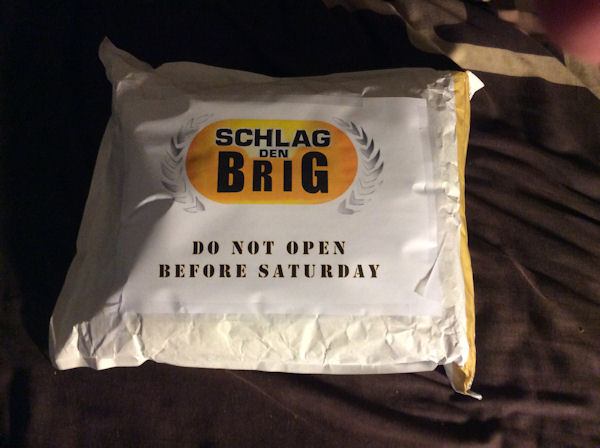 SCHLAG
DEN
BRiG
DO NOT OPEN
BEFORE SATURDAY